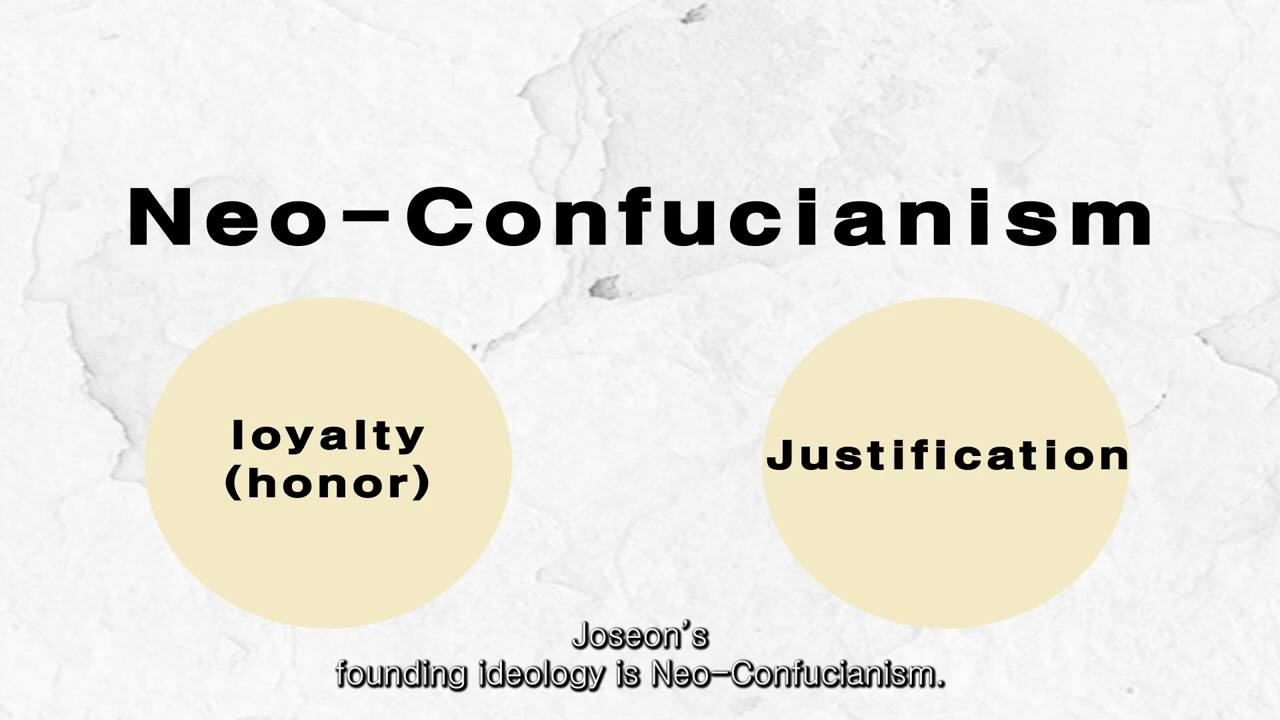 Neo-Confucianism
loyalty
(honor)
Justification
Joseon's
founding ideology is Neo-Confucianism.